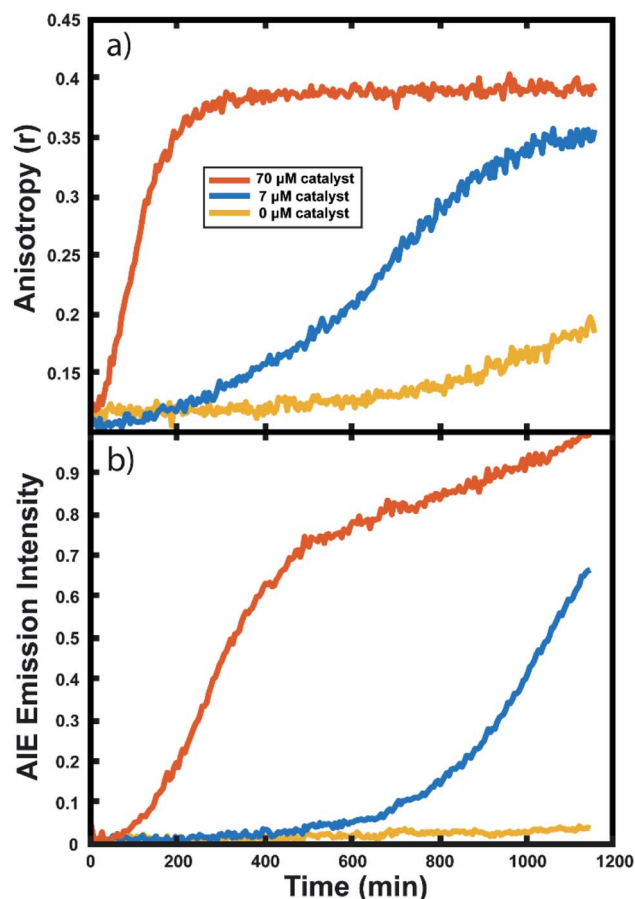 0.45
a)
0.4
0.35
0.3
0.25
0.2
0.15
Anisotropy (r)
70 µM catalyst
7 µM catalyst
0 µM catalyst
b)
0.9
0.8
0.7
0.6
0.5
0.4
0.3
0.2
0.1
0
AIE Emission Intensity
0 200 400 600 800 1000 1200
Time (min)